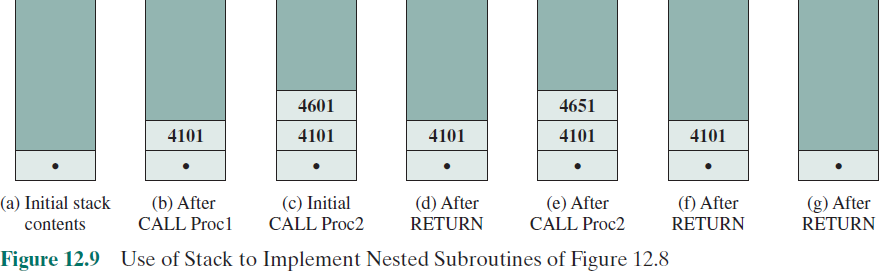 4601
4651
4101
4101
4101
4101
4101
•
•
•
•
•
•
•
(a) Initial stack
contents
(b) After
CALL Proc1
(c) Initial
CALL Proc2
(d) After
RETURN
(e) After
CALL Proc2
(f) After
RETURN
(g) After
RETURN
Figure 12.9 Use of Stack to Implement Nested Subroutines of Figure 12.8